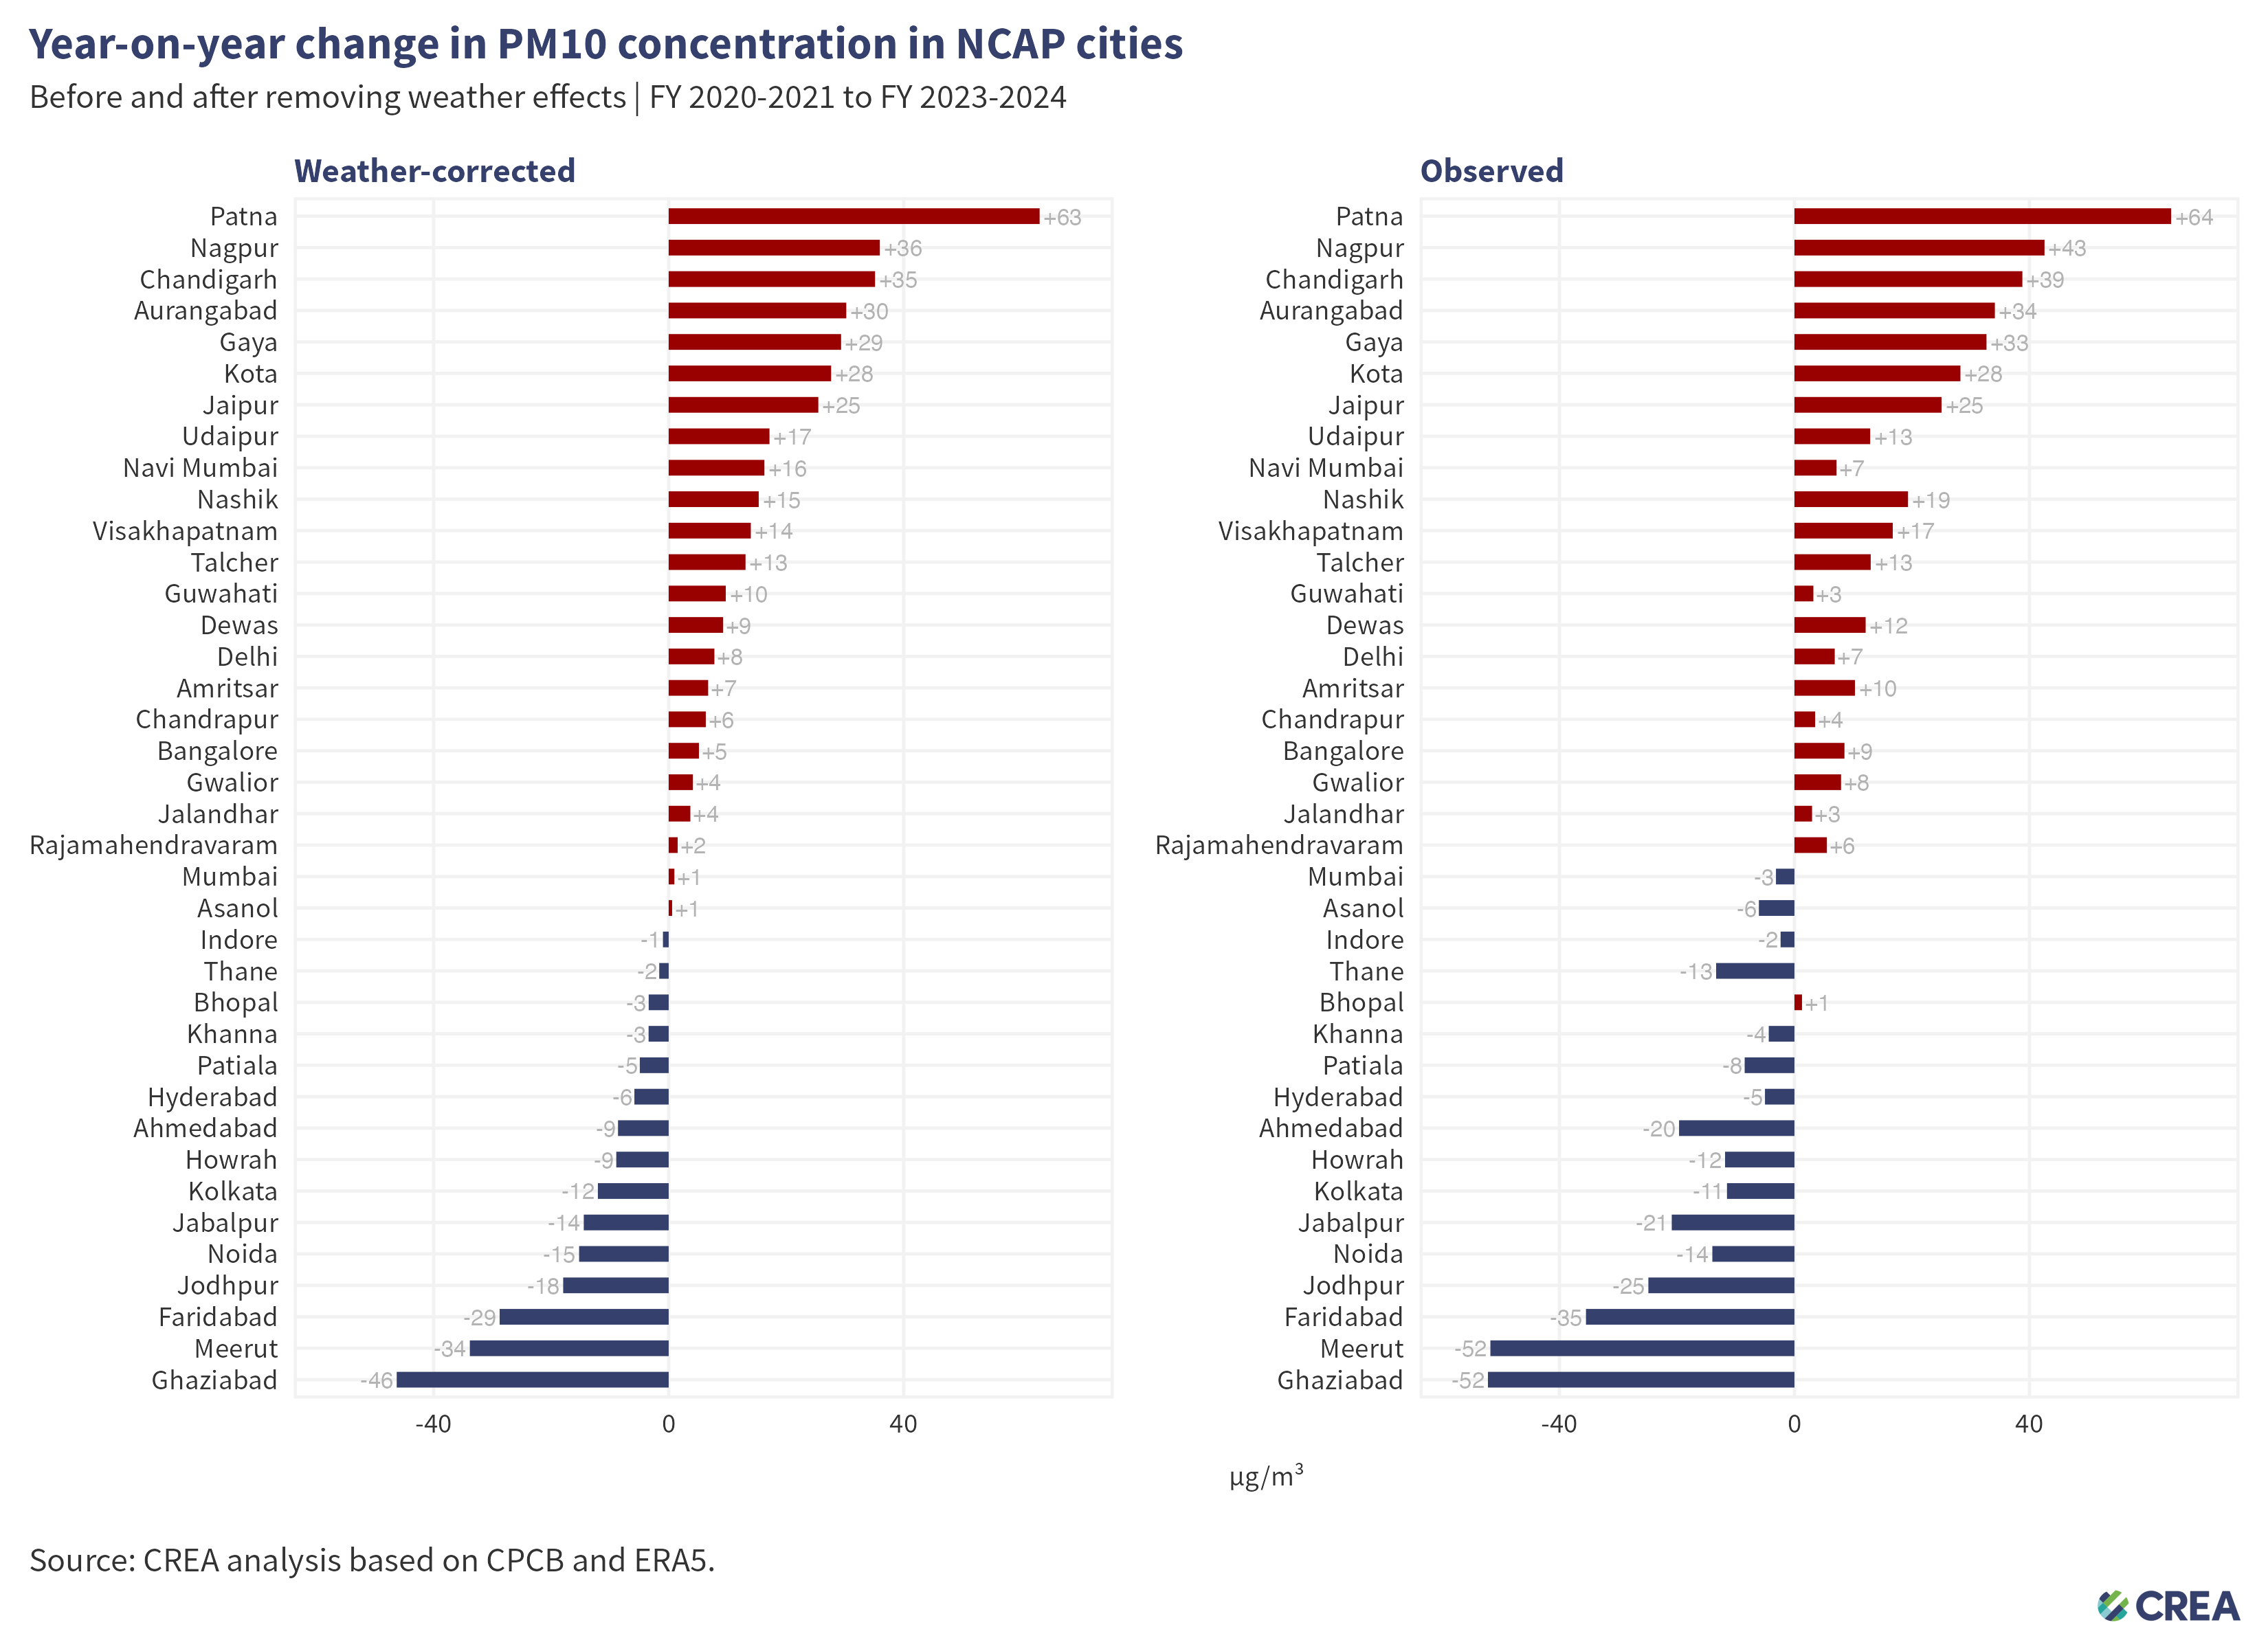 Year-on-year change in PM10 concentration in NCAP cities
Before and after removing weather effects | FY 2020-2021 to FY 2023-2024
Weather-corrected
Patna +63
Nagpur +36
Chandigarh +35
Aurangabad +30
Gaya +29
Kota +28
Jaipur +25
Udaipur +17
Navi Mumbai +16
Nashik +15
Visakhapatnam +14
Talcher +13
Guwahati +10
Dewas +9
Delhi +8
Amritsar +7
Chandrapur +6
Bangalore +5
Gwalior +4
Jalandhar +4
Rajamahendravaram +2
Mumbai +1
Asanol +1
Indore -1
Thane -2
Bhopal -3
Khanna -3
Patiala -5
Hyderabad -6
Ahmedabad -9
Howrah -9
Kolkata -12
Jabalpur -14
Noida -15
Jodhpur -18
Faridabad -29
Meerut -34
Ghaziabad -46
-40 0 40
Observed
Patna +64
Nagpur +43
Chandigarh +39
Aurangabad +34
Gaya +33
Kota +28
Jaipur +25
Udaipur +13
Navi Mumbai +7
Nashik +19
Visakhapatnam +17
Talcher +13
Guwahati +3
Dewas +12
Delhi +7
Amritsar +10
Chandrapur +4
Bangalore +9
Gwalior +8
Jalandhar +3
Rajamahendravaram +6
Mumbai -3
Asanol -6
Indore -2
Thane -13
Bhopal +1
Khanna -4
Patiala -8
Hyderabad -5
Ahmedabad -20
Howrah -12
Kolkata -11
Jabalpur -21
Noida -14
Jodhpur -25
Faridabad -35
Meerut -52
Ghaziabad -52
-40 0 40
µg/m³
Source: CREA analysis based on CPCB and ERA5.
CREA